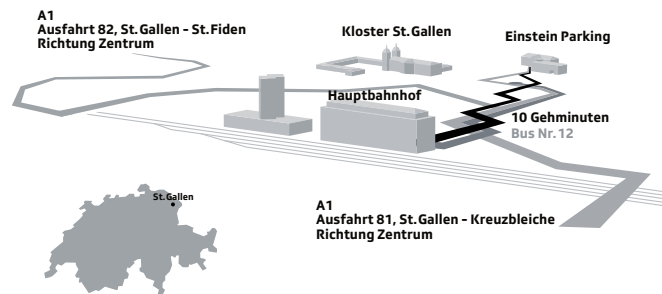 A1
Ausfahrt 82, St.Gallen – St.Fiden
Richtung Zentrum
Kloster St.Gallen
Einstein Parking
Hauptbahnhof
10 Gehminuten
Bus Nr. 12
St.Gallen
A1
Ausfahrt 81, St.Gallen – Kreuzbleiche
Richtung Zentrum